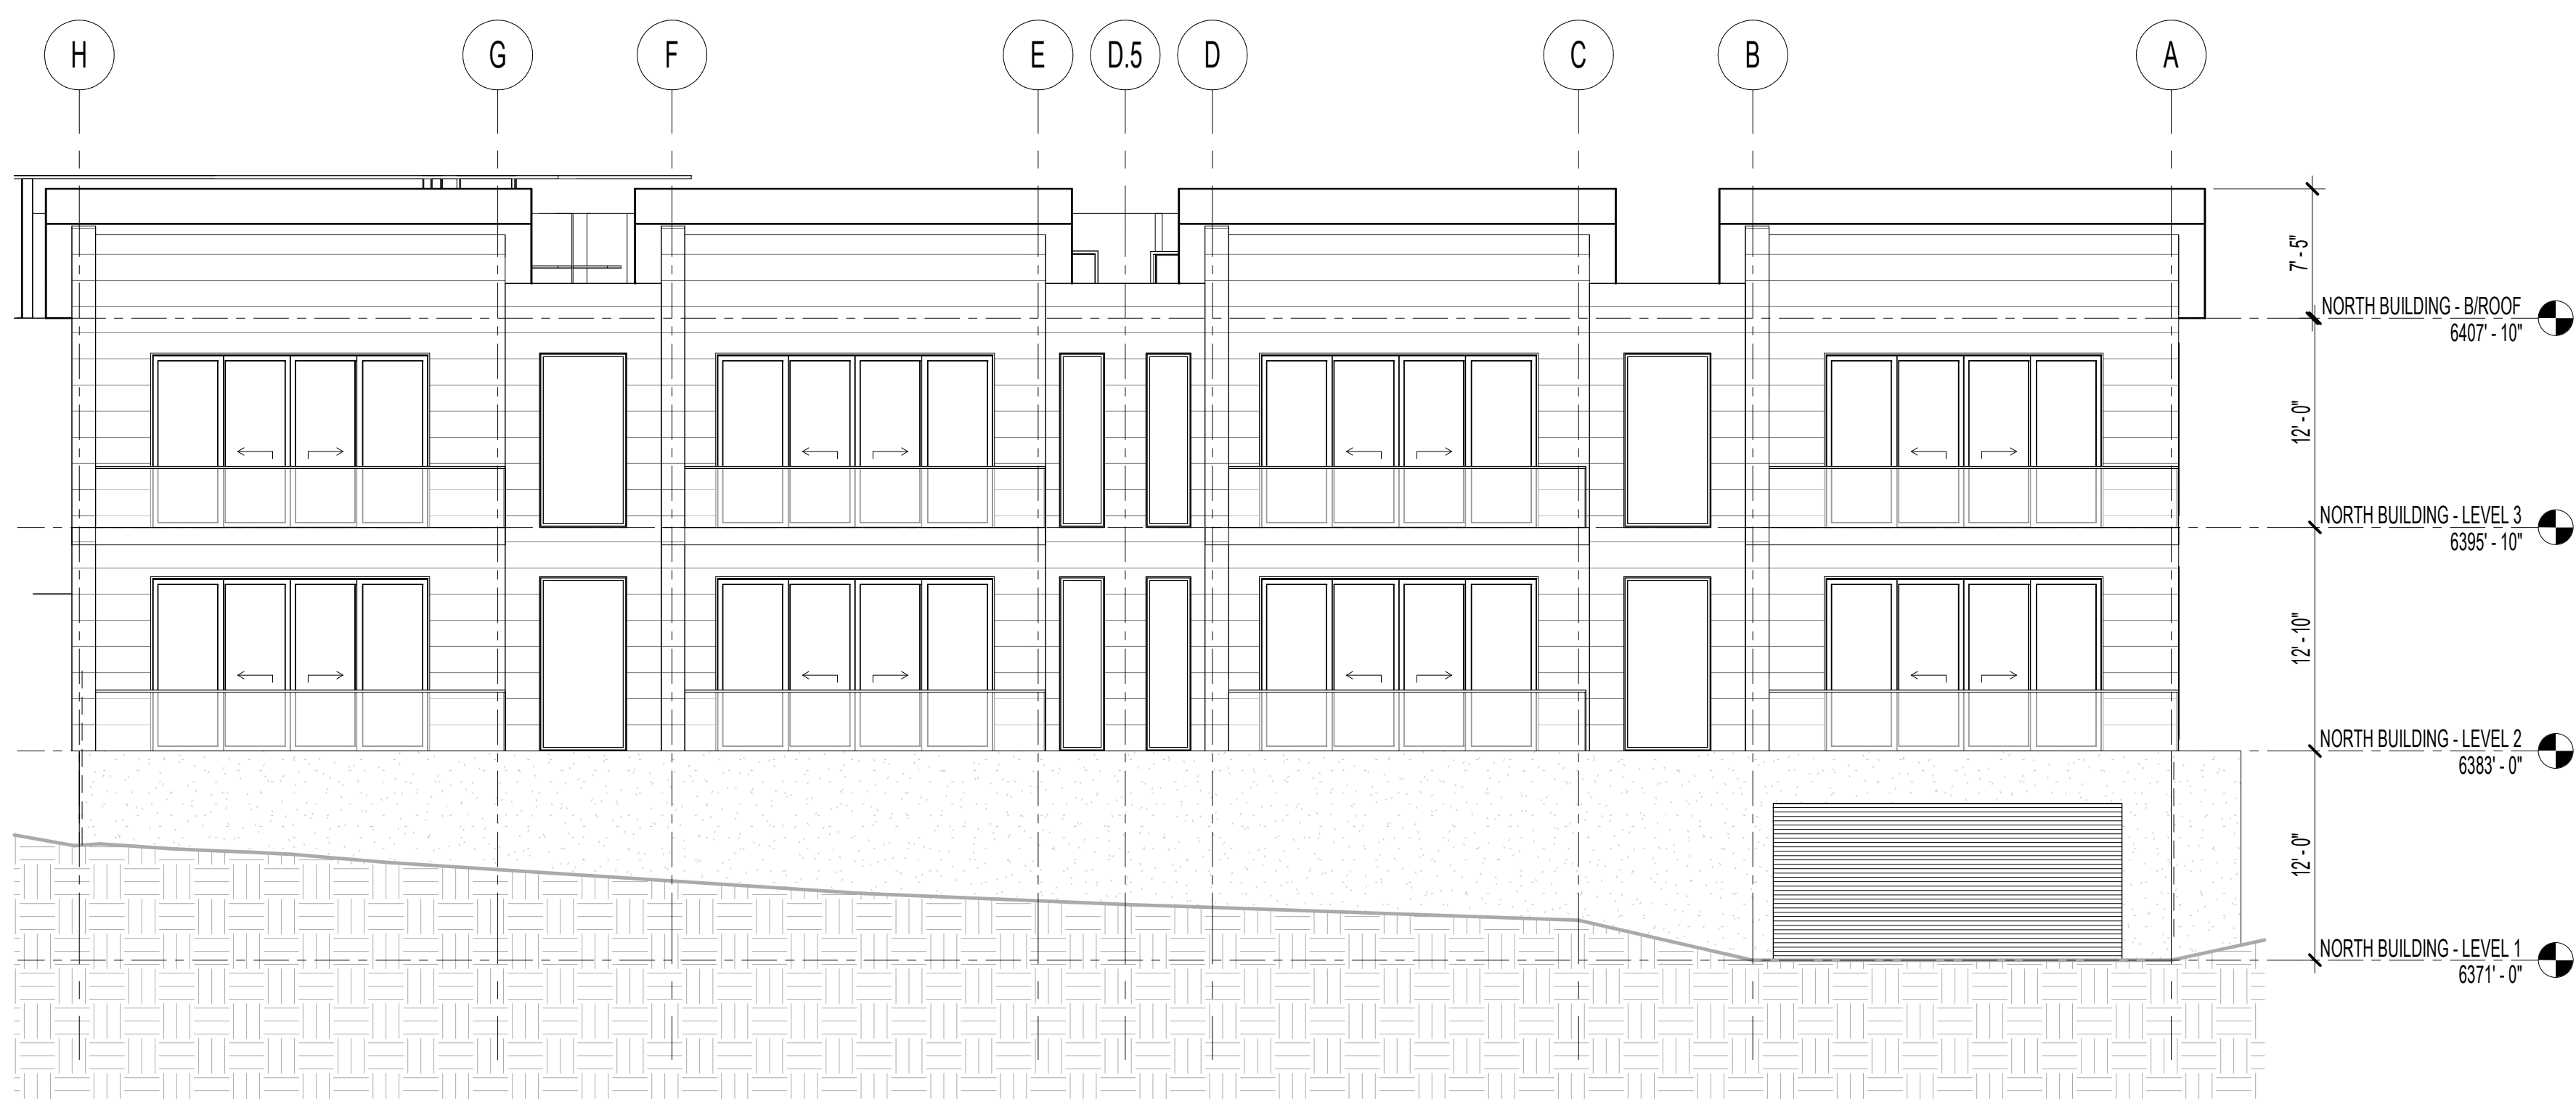 H G F E D.5 D C B A
7' - 5"
NORTH BUILDING - B/ROOF
6407' - 10"
12' - 0"
NORTH BUILDING - LEVEL 3
6395' - 10"
12' - 10"
NORTH BUILDING - LEVEL 2
6383' - 0"
12' - 0"
NORTH BUILDING - LEVEL 1
6371' - 0"